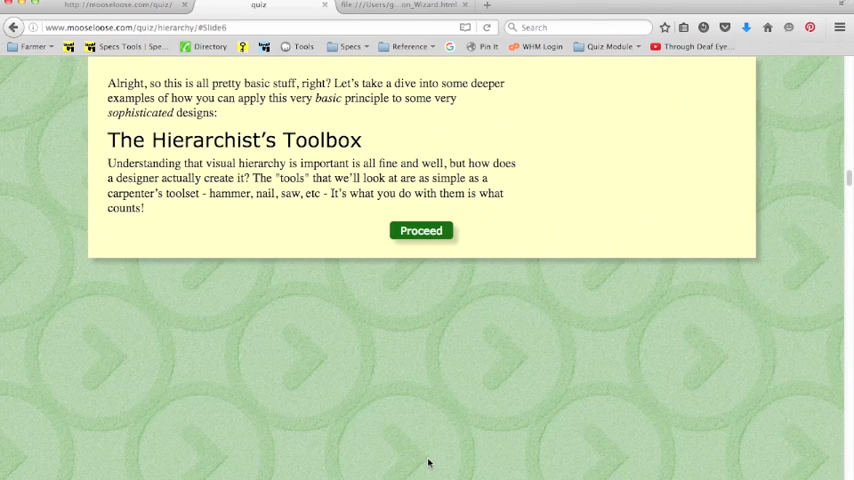 http://mooseloose.com/quiz/
quiz
file:///Users/g...on_Wizard.html
www.mooseloose.com/quiz/hierarchy/#Slide6
Search
Farmer
Specs Tools | Spe...
Directory
Tools
Specs
Reference
Pin It
WHM Login
Quiz Module
Through Deaf Eye...
Alright, so this is all pretty basic stuff, right? Let's take a dive into some deeper
examples of how you can apply this very basic principle to some very
sophisticated designs:
The Hierarchist's Toolbox
Understanding that visual hierarchy is important is all fine and well, but how does
a designer actually create it? The "tools" that we'll look at are as simple as a
carpenter's toolset - hammer, nail, saw, etc - It's what you do with them is what
counts!
Proceed